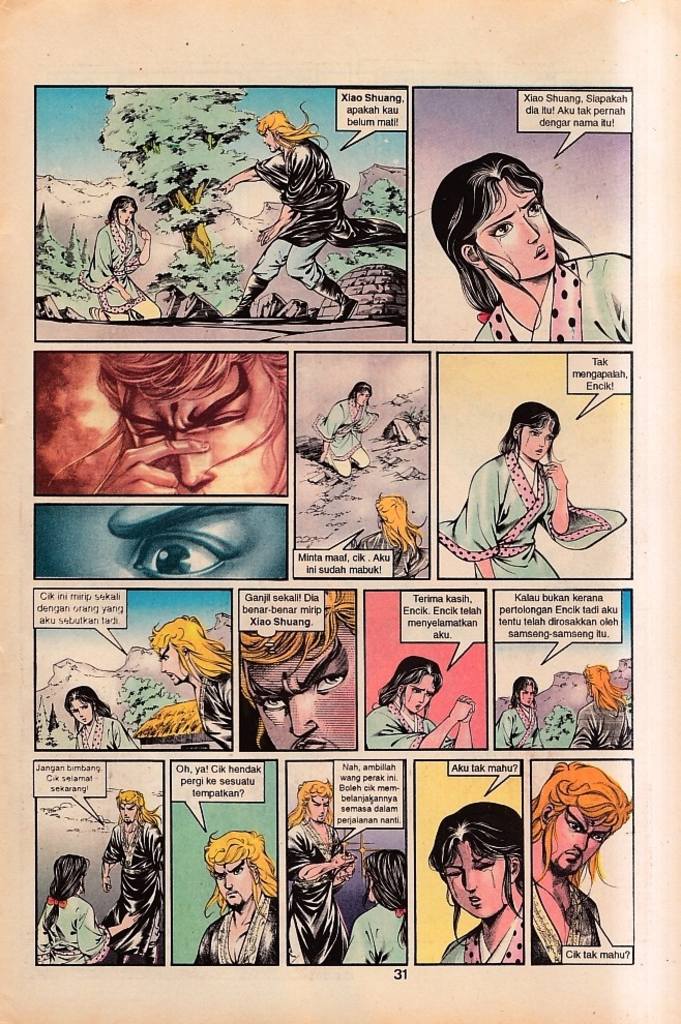 Xiao Shuang,
apakah kau
belum mati!
Xiao Shuang, Siapakah
dia itu! Aku tak pernah
dengar nama itu!
Minta maaf, cik . Aku
ini sudah mabuk!
Tak
mengapalah,
Encik!
Cik ini mirip sekali
dengan orang yang
aku sebutkan tadi.
Ganjil sekali! Dia
benar-benar mirip
Xiao Shuang.
Terima kasih,
Encik. Encik telah
menyelamatkan
aku.
Kalau bukan kerana
pertolongan Encik tadi aku
tentu telah dirosakkan oleh
samseng-samseng itu.
Jangan bimbang.
Cik selamat
sekarang!
Oh, ya! Cik hendak
pergi ke sesuatu
tempatkan?
Nah, ambillah
wang perak ini.
Boleh cik mem-
belanjakannya
semasa dalam
perjalanan nanti.
Aku tak mahu?
Cik tak mahu?
31